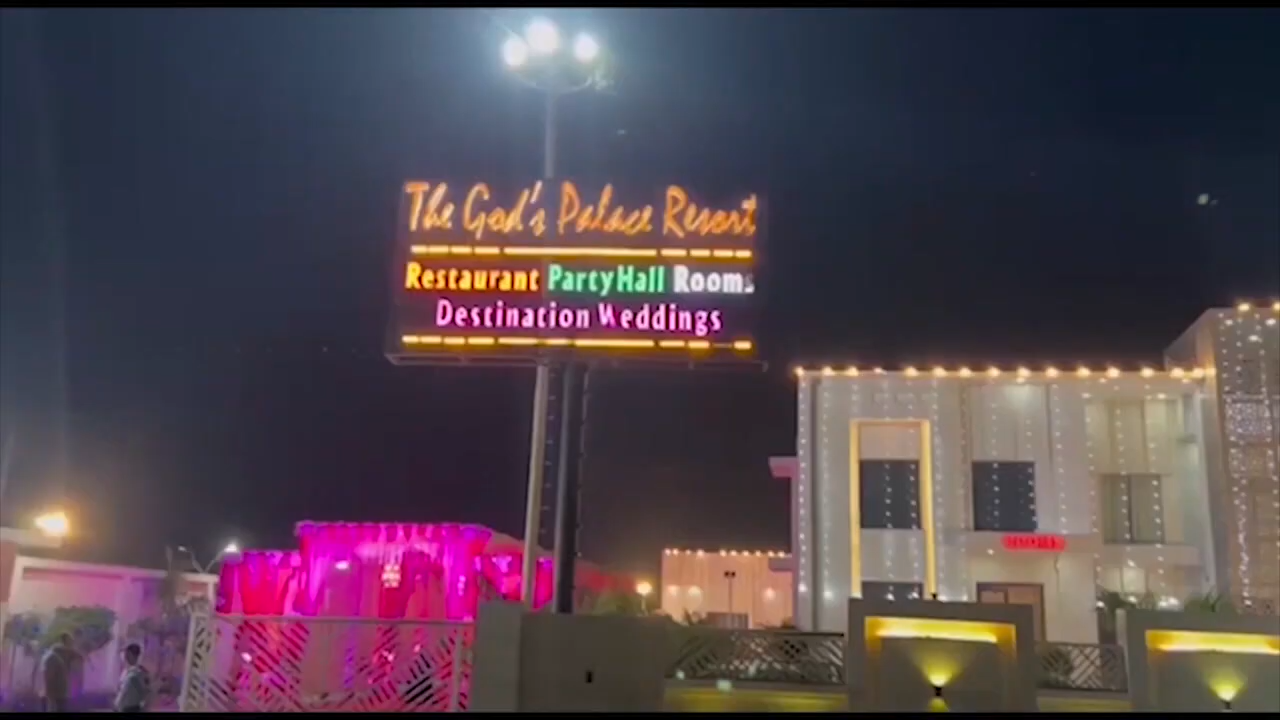 The God's Palace Resort
Restaurant PartyHall Rooms
Destination Weddings